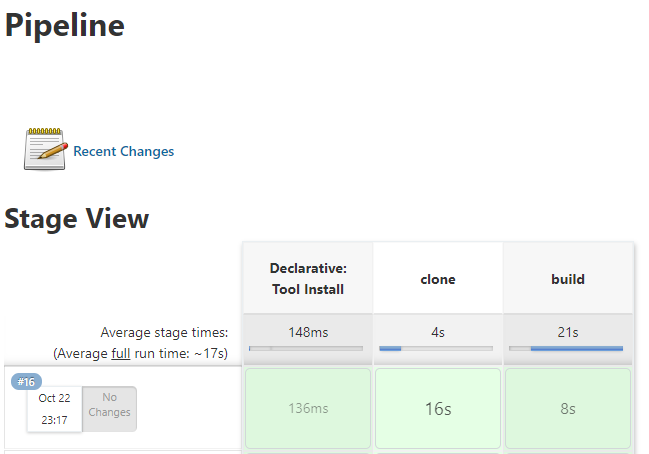 Pipeline
Recent Changes
Stage View
Declarative:
Tool Install
clone
build
Average stage times:
(Average full run time: ~17s)
148ms
4s
21s
#16
Oct 22
23:17
No
Changes
136ms
16s
8s